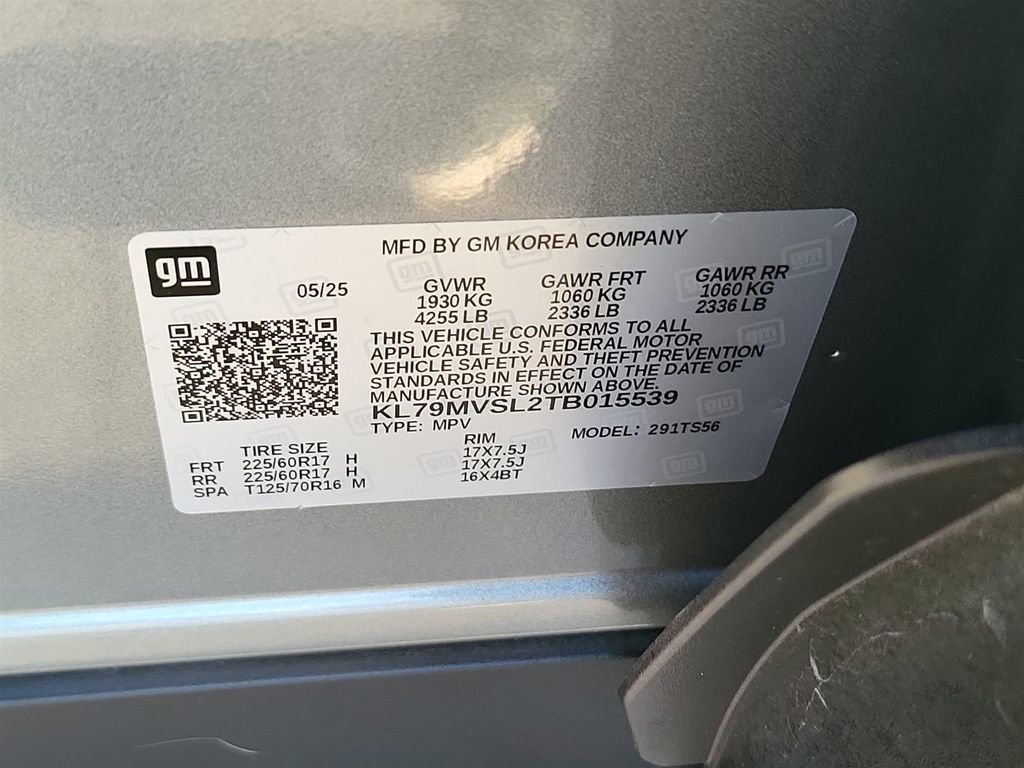 gm
MFD BY GM KOREA COMPANY
05/25
GVWR GAWR FRT GAWR RR
1930 KG 1060 KG 1060 KG
4255 LB 2336 LB 2336 LB
THIS VEHICLE CONFORMS TO ALL
APPLICABLE U.S. FEDERAL MOTOR
VEHICLE SAFETY AND THEFT PREVENTION
STANDARDS IN EFFECT ON THE DATE OF
MANUFACTURE SHOWN ABOVE.
KL79MVSL2TB015539
TYPE: MPV MODEL: 291TS56
TIRE SIZE RIM
FRT 225/60R17 H 17X7.5J
RR 225/60R17 H 17X7.5J
SPA T125/70R16 M 16X4BT